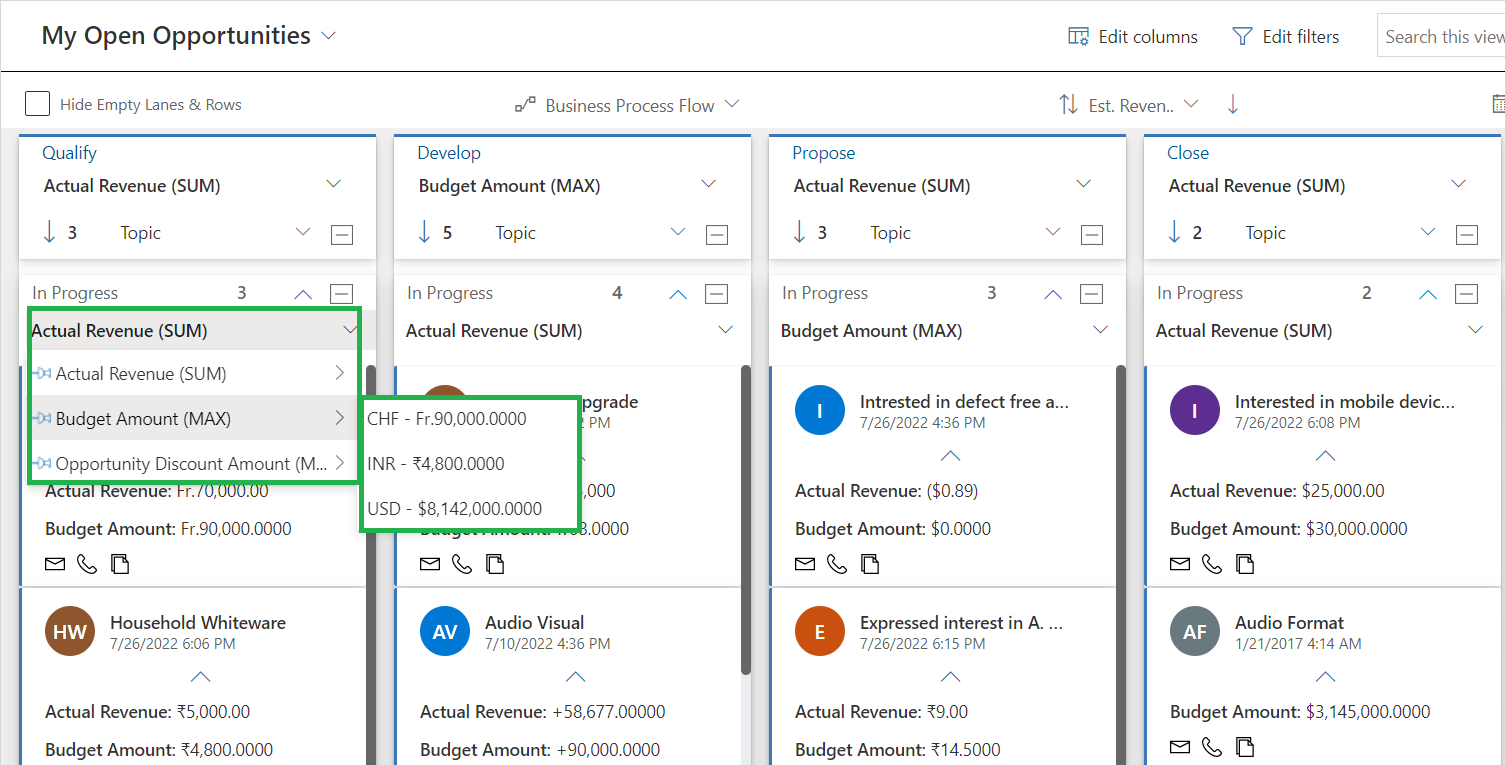 My Open Opportunities
Edit columns
Edit filters
Search this view
Hide Empty Lanes & Rows
Business Process Flow
Est. Reven..
Qualify
Actual Revenue (SUM)
3 Topic
Develop
Budget Amount (MAX)
5 Topic
Propose
Actual Revenue (SUM)
3 Topic
Close
Actual Revenue (SUM)
2 Topic
In Progress 3
Actual Revenue (SUM)
Actual Revenue (SUM)
Budget Amount (MAX)
Opportunity Discount Amount (M...
CHF - Fr.90,000.0000
INR - ₹4,800.0000
USD - $8,142,000.0000
Actual Revenue: Fr.70,000.00
Budget Amount: Fr.90,000.0000
HW
Household Whiteware
7/26/2022 6:06 PM
Actual Revenue: ₹5,000.00
Budget Amount: ₹4,800.0000
In Progress 4
Actual Revenue (SUM)
pgrade
PM
,000
8.0000
AV
Audio Visual
7/10/2022 4:36 PM
Actual Revenue: +58,677.00000
Budget Amount: +90,000.0000
In Progress 3
Budget Amount (MAX)
I
Intrested in defect free a...
7/26/2022 4:36 PM
Actual Revenue: ($0.89)
Budget Amount: $0.0000
E
Expressed interest in A. ...
7/26/2022 6:15 PM
Actual Revenue: ₹9.00
Budget Amount: ₹14.5000
In Progress 2
Actual Revenue (SUM)
I
Interested in mobile devic...
7/26/2022 6:08 PM
Actual Revenue: $25,000.00
Budget Amount: $30,000.0000
AF
Audio Format
1/21/2017 4:14 AM
Budget Amount: $3,145,000.0000